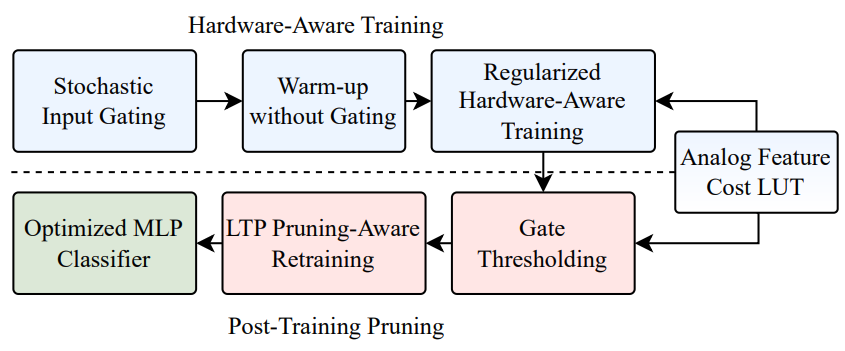 Hardware-Aware Training
Stochastic
Input Gating
Warm-up
without Gating
Regularized
Hardware-Aware
Training
Analog Feature
Cost LUT
Optimized MLP
Classifier
LTP Pruning-Aware
Retraining
Gate
Thresholding
Post-Training Pruning